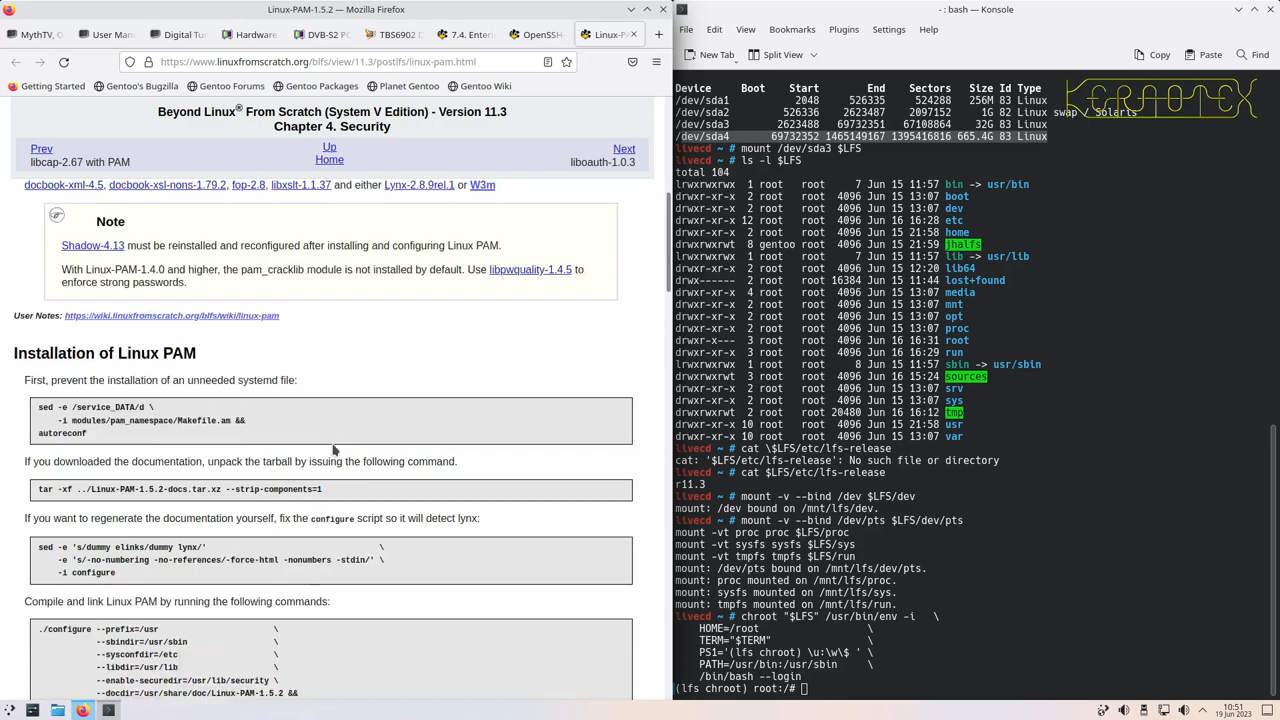 Linux-PAM-1.5.2 — Mozilla Firefox
MythTV, O
User Man
Digital Tu
Hardware
DVB-S2 PC
TBS6902 D
7.4. Enteri
OpenSSH-
Linux-PA
https://www.linuxfromscratch.org/blfs/view/11.3/postlfs/linux-pam.html
Getting Started
Gentoo's Bugzilla
Gentoo Forums
Gentoo Packages
Planet Gentoo
Gentoo Wiki
Beyond Linux® From Scratch (System V Edition) - Version 11.3
Chapter 4. Security
Prev
Up
Next
libcap-2.67 with PAM
Home
liboauth-1.0.3
docbook-xml-4.5, docbook-xsl-nons-1.79.2, fop-2.8, libxslt-1.1.37 and either Lynx-2.8.9rel.1 or W3m
Note
Shadow-4.13 must be reinstalled and reconfigured after installing and configuring Linux PAM.
With Linux-PAM-1.4.0 and higher, the pam_cracklib module is not installed by default. Use libpwquality-1.4.5 to
enforce strong passwords.
User Notes: https://wiki.linuxfromscratch.org/blfs/wiki/linux-pam
Installation of Linux PAM
First, prevent the installation of an unneeded systemd file:
sed -e /service_DATA/d \
-i modules/pam_namespace/Makefile.am &&
autoreconf
If you downloaded the documentation, unpack the tarball by issuing the following command.
tar -xf ../Linux-PAM-1.5.2-docs.tar.xz --strip-components=1
If you want to regenerate the documentation yourself, fix the configure script so it will detect lynx:
sed -e 's/dummy elinks/dummy lynx/' \
-e 's/-no-numbering -no-references/-force-html -nonumbers -stdin/' \
-i configure
Compile and link Linux PAM by running the following commands:
./configure --prefix=/usr \
--sbindir=/usr/sbin \
--sysconfdir=/etc \
--libdir=/usr/lib \
--enable-securedir=/usr/lib/security \
--docdir=/usr/share/doc/Linux-PAM-1.5.2 &&
- : bash — Konsole
File Edit View Bookmarks Plugins Settings Help
New Tab Split View Copy Paste Find
KERNOTEX
Device Boot Start End Sectors Size Id Type
/dev/sda1 2048 526335 524288 256M 83 Linux
/dev/sda2 526336 2623487 2097152 1G 82 Linux swap / Solaris
/dev/sda3 2623488 69732351 67108864 32G 83 Linux
/dev/sda4 69732352 1465149167 1395416816 665.4G 83 Linux
livecd ~ # mount /dev/sda3 $LFS
livecd ~ # ls -l $LFS
total 104
lrwxrwxrwx 1 root root 7 Jun 15 11:57 bin -> usr/bin
drwxr-xr-x 2 root root 4096 Jun 15 13:07 boot
drwxr-xr-x 2 root root 4096 Jun 15 13:07 dev
drwxr-xr-x 12 root root 4096 Jun 16 16:28 etc
drwxr-xr-x 2 root root 4096 Jun 15 21:58 home
drwxrwxrwt 8 gentoo root 4096 Jun 15 21:59 jhalfs
lrwxrwxrwx 1 root root 7 Jun 15 11:57 lib -> usr/lib
drwxr-xr-x 2 root root 4096 Jun 15 12:20 lib64
drwx------ 2 root root 16384 Jun 15 11:44 lost+found
drwxr-xr-x 4 root root 4096 Jun 15 13:07 media
drwxr-xr-x 2 root root 4096 Jun 15 13:07 mnt
drwxr-xr-x 2 root root 4096 Jun 15 13:07 opt
drwxr-xr-x 2 root root 4096 Jun 15 13:07 proc
drwxr-x--- 3 root root 4096 Jun 16 16:31 root
drwxr-xr-x 3 root root 4096 Jun 16 16:29 run
lrwxrwxrwx 1 root root 8 Jun 15 11:57 sbin -> usr/sbin
drwxrwxrwt 3 root root 4096 Jun 16 15:24 sources
drwxr-xr-x 2 root root 4096 Jun 15 13:07 srv
drwxr-xr-x 2 root root 4096 Jun 15 13:07 sys
drwxrwxrwt 2 root root 20480 Jun 16 16:12 tmp
drwxr-xr-x 10 root root 4096 Jun 15 21:58 usr
drwxr-xr-x 10 root root 4096 Jun 15 13:07 var
livecd ~ # cat \$LFS/etc/lfs-release
cat: '$LFS/etc/lfs-release': No such file or directory
livecd ~ # cat $LFS/etc/lfs-release
r11.3
livecd ~ # mount -v --bind /dev $LFS/dev
mount: /dev bound on /mnt/lfs/dev.
livecd ~ # mount -v --bind /dev/pts $LFS/dev/pts
mount -vt proc proc $LFS/proc
mount -vt sysfs sysfs $LFS/sys
mount -vt tmpfs tmpfs $LFS/run
mount: /dev/pts bound on /mnt/lfs/dev/pts.
mount: proc mounted on /mnt/lfs/proc.
mount: sysfs mounted on /mnt/lfs/sys.
mount: tmpfs mounted on /mnt/lfs/run.
livecd ~ # chroot "$LFS" /usr/bin/env -i \
HOME=/root \
TERM="$TERM" \
PS1='(lfs chroot) \u:\w\$ ' \
PATH=/usr/bin:/usr/sbin \
/bin/bash --login
(lfs chroot) root:/#
10:51
19 Jun 2023